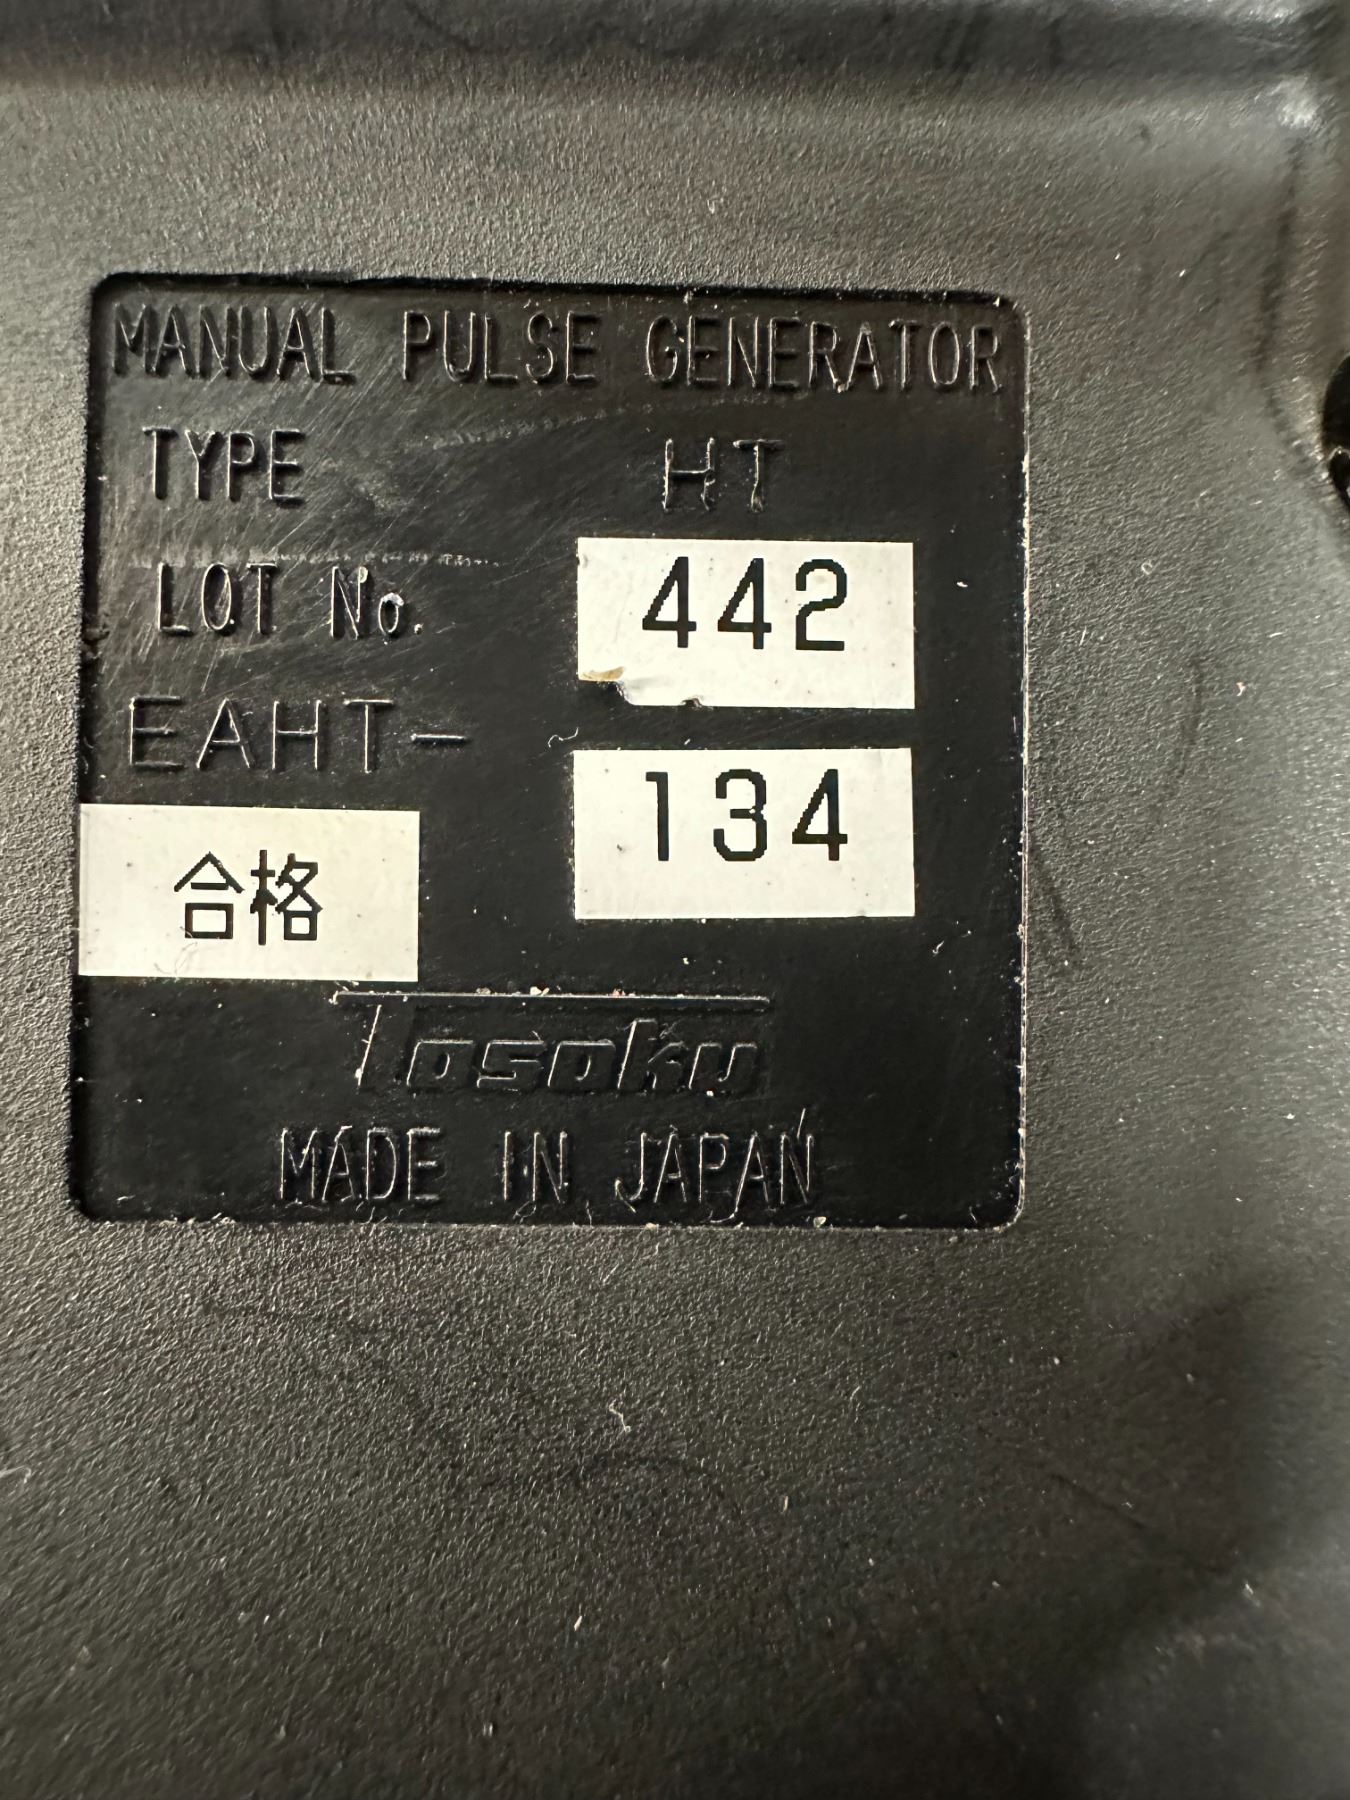 MANUAL PULSE GENERATOR
TYPE HT
LOT No. 442
EAHT- 134
合格
Tosoku
MADE IN JAPAN